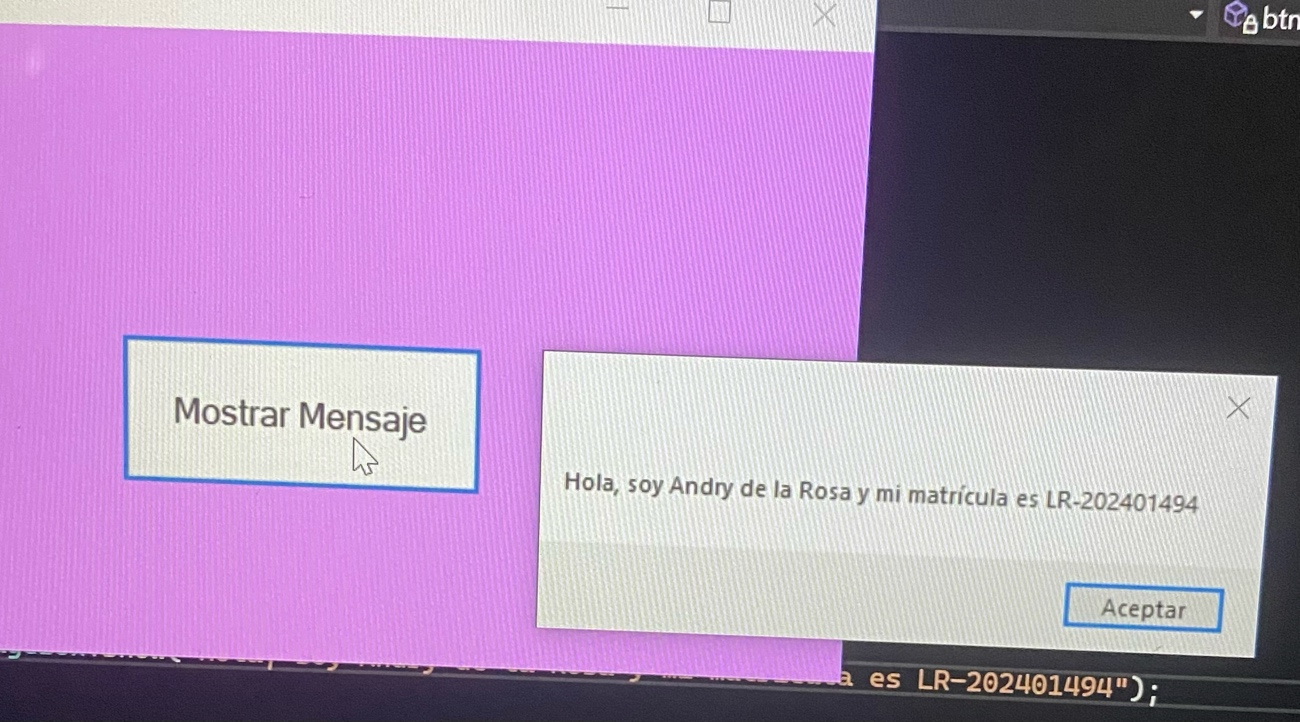 btn
Mostrar Mensaje
Hola, soy Andry de la Rosa y mi matrícula es LR-202401494
Aceptar
a es LR-202401494");